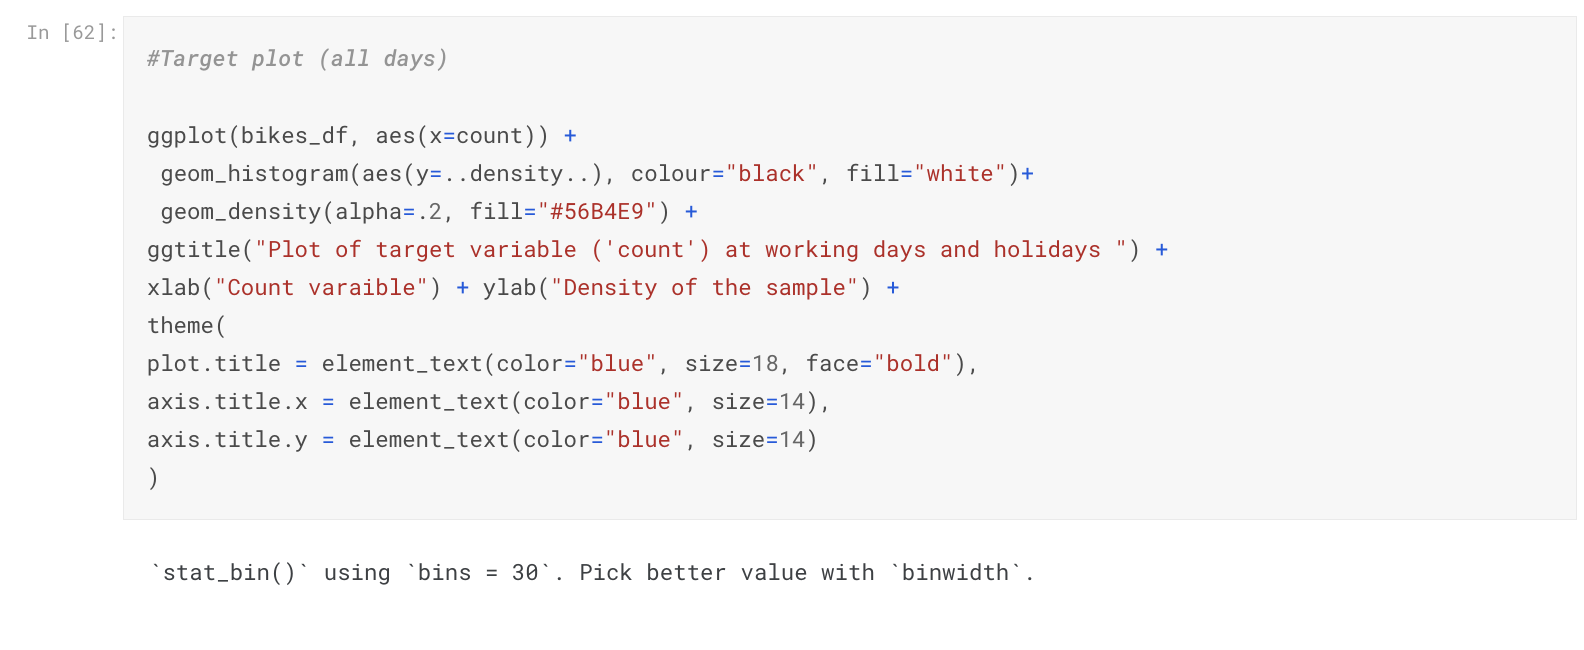 In [62]:
#Target plot (all days)
ggplot(bikes_df, aes(x=count)) +
 geom_histogram(aes(y=..density..), colour="black", fill="white")+
 geom_density(alpha=.2, fill="#56B4E9") +
ggtitle("Plot of target variable ('count') at working days and holidays ") +
xlab("Count varaible") + ylab("Density of the sample") +
theme(
plot.title = element_text(color="blue", size=18, face="bold"),
axis.title.x = element_text(color="blue", size=14),
axis.title.y = element_text(color="blue", size=14)
)
`stat_bin()` using `bins = 30`. Pick better value with `binwidth`.